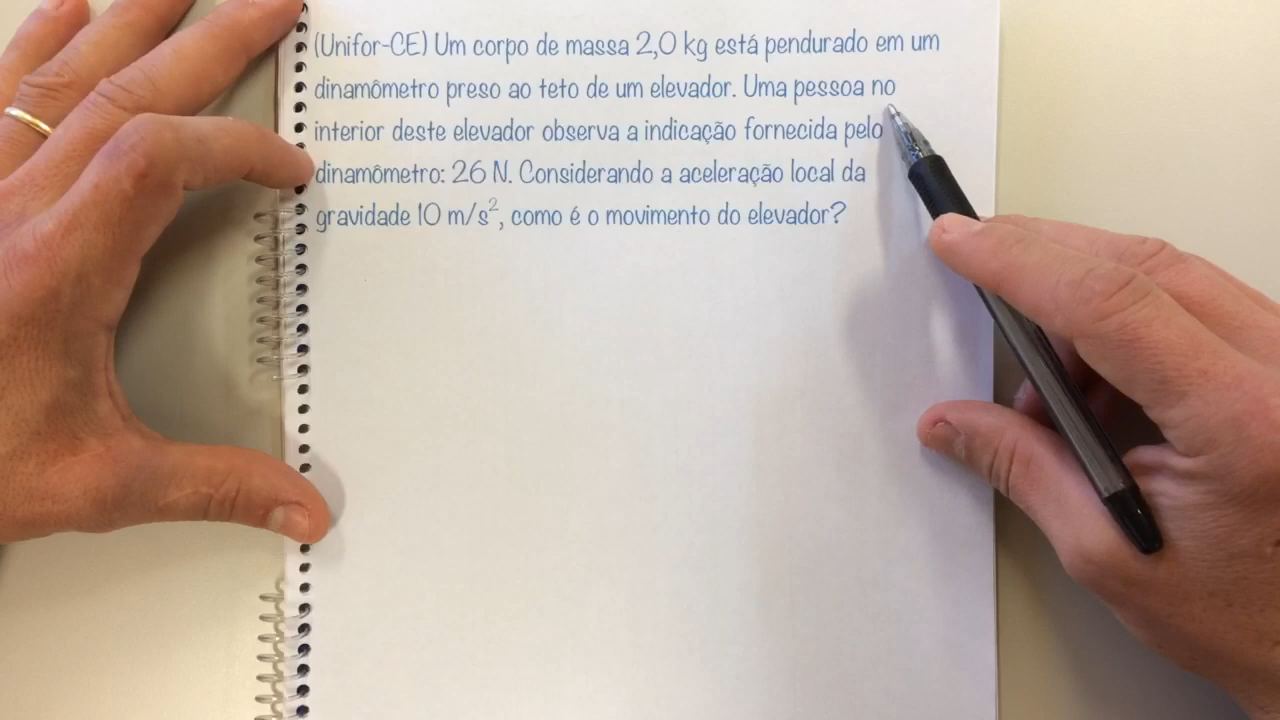 (Unifor-CE) Um corpo de massa 2,0 kg está pendurado em um
dinamômetro preso ao teto de um elevador. Uma pessoa no
interior deste elevador observa a indicação fornecida pelo
dinamômetro: 26 N. Considerando a aceleração local da
gravidade 10 m/s², como é o movimento do elevador?